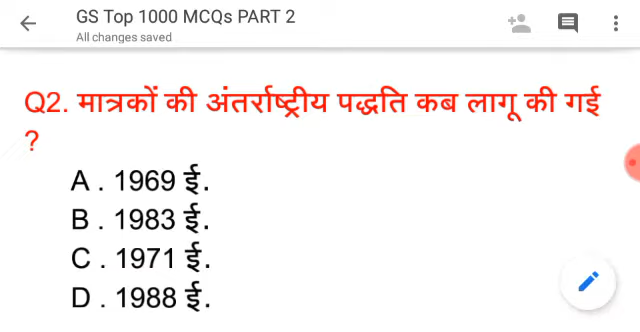 GS Top 1000 MCQs PART 2
All changes saved
Q2. मात्रकों की अंतर्राष्ट्रीय पद्धति कब लागू की गई
?
A . 1969 ई.
B . 1983 ई.
C . 1971 ई.
D . 1988 ई.